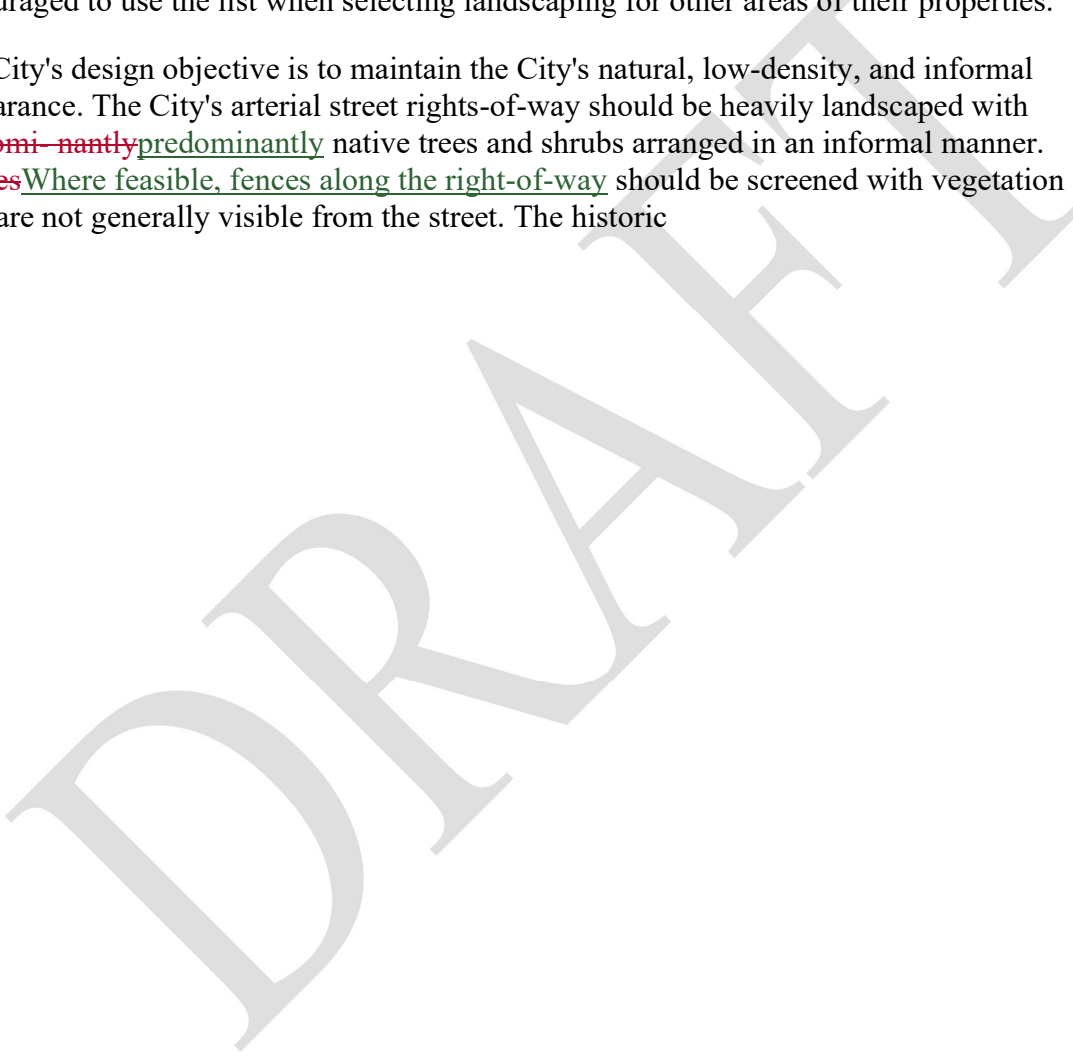 uraged to use the list when selecting landscaping for other areas of their properties.
City's design objective is to maintain the City's natural, low-density, and informal
arance. The City's arterial street rights-of-way should be heavily landscaped with
omi- nantlypredominantly native trees and shrubs arranged in an informal manner.
esWhere feasible, fences along the right-of-way should be screened with vegetation
are not generally visible from the street. The historic
DRAFT